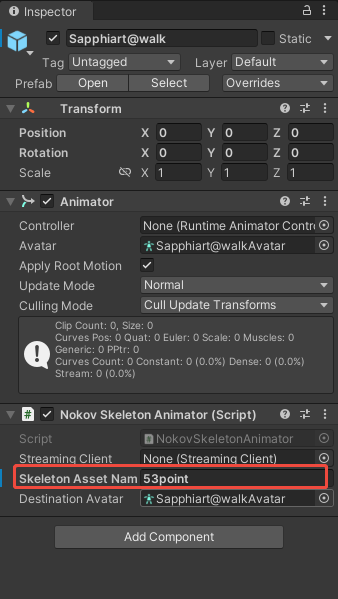 Inspector
Sapphiart@walk Static
Tag Untagged Layer Default
Prefab Open Select Overrides
Transform
Position X 0 Y 0 Z 0
Rotation X 0 Y 0 Z 0
Scale X 1 Y 1 Z 1
Animator
Controller None (Runtime Animator Contro
Avatar Sapphiart@walkAvatar
Apply Root Motion
Update Mode Normal
Culling Mode Cull Update Transforms
Clip Count: 0, Size: 0
Curves Pos: 0 Quat: 0 Euler: 0 Scale: 0 Muscles: 0
Generic: 0 PPtr: 0
Curves Count: 0 Constant: 0 (0.0%) Dense: 0 (0.0%)
Stream: 0 (0.0%)
Nokov Skeleton Animator (Script)
Script NokovSkeletonAnimator
Streaming Client None (Streaming Client)
Skeleton Asset Nam 53point
Destination Avatar Sapphiart@walkAvatar
Add Component